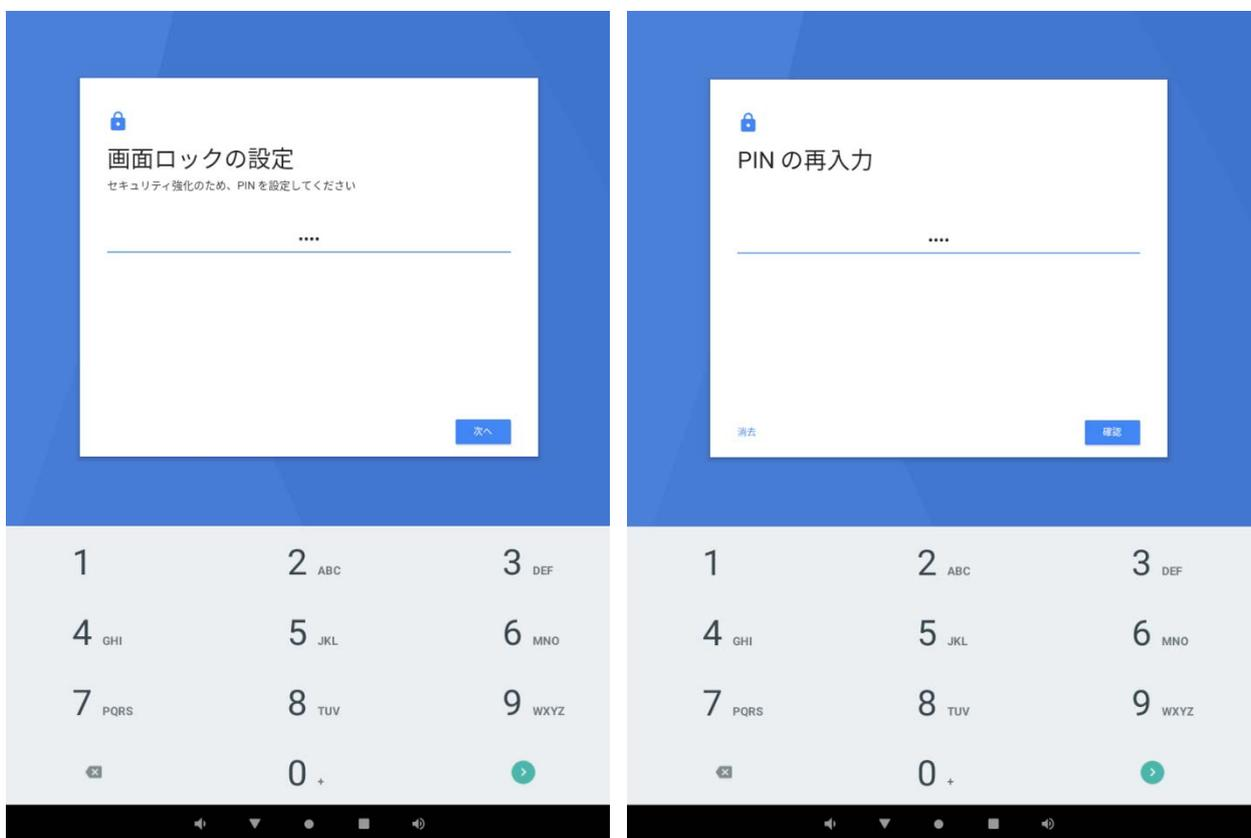 画面ロックの設定
セキュリティ強化のため、PIN を設定してください
••••
次へ
1
2 ABC
3 DEF
4 GHI
5 JKL
6 MNO
7 PQRS
8 TUV
9 WXYZ
0 +
PIN の再入力
••••
消去
確認
1
2 ABC
3 DEF
4 GHI
5 JKL
6 MNO
7 PQRS
8 TUV
9 WXYZ
0 +